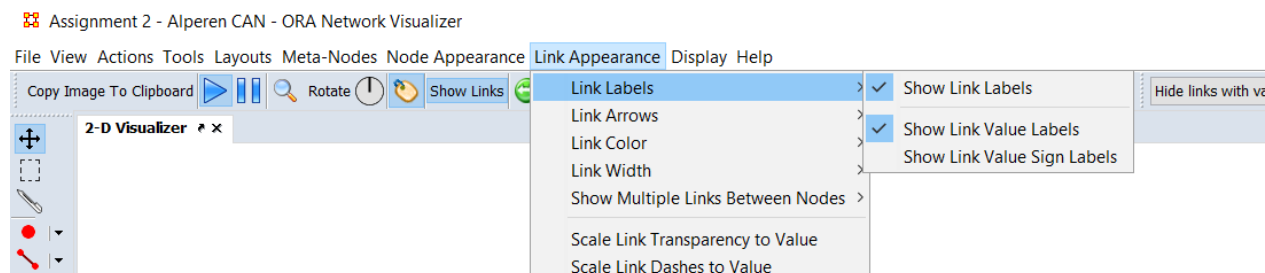 Assignment 2 - Alperen CAN - ORA Network Visualizer
File View Actions Tools Layouts Meta-Nodes Node Appearance Link Appearance Display Help
Copy Image To Clipboard Rotate Show Links Hide links with va
2-D Visualizer
Link Labels
Link Arrows
Link Color
Link Width
Show Multiple Links Between Nodes
Scale Link Transparency to Value
Scale Link Dashes to Value
Show Link Labels
Show Link Value Labels
Show Link Value Sign Labels